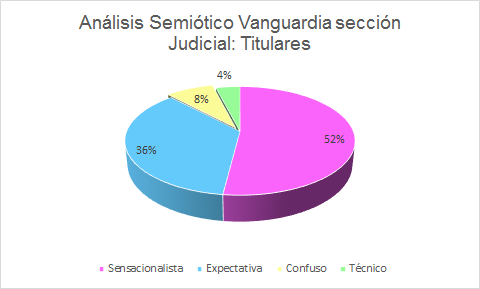 Análisis Semiótico Vanguardia sección
Judicial: Titulares
4%
8%
36%
52%
Sensacionalista Expectativa Confuso Técnico